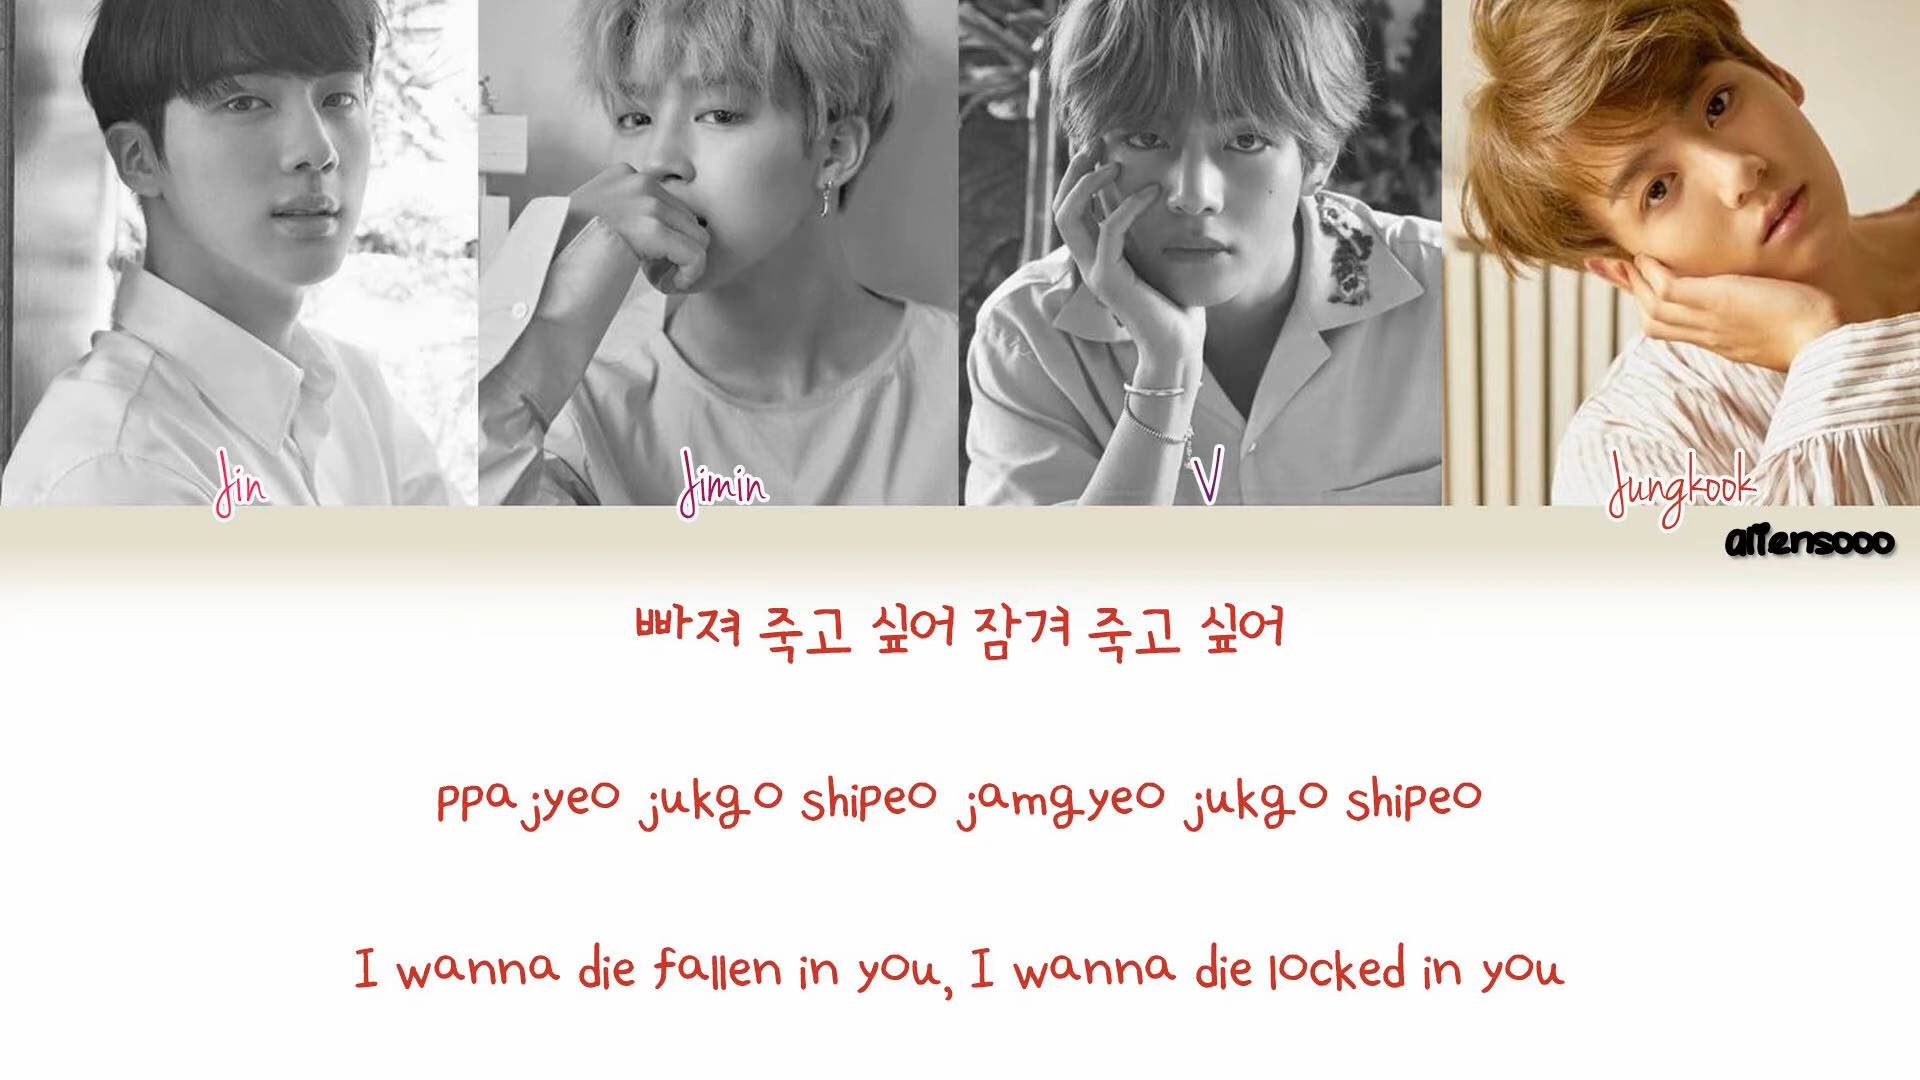 Jin
Jimin
V
Jungkook
aliensooo
빠져 죽고 싶어 잠겨 죽고 싶어
ppajyeo jukgo shipeo jamgyeo jukgo shipeo
I wanna die fallen in you, I wanna die locked in you